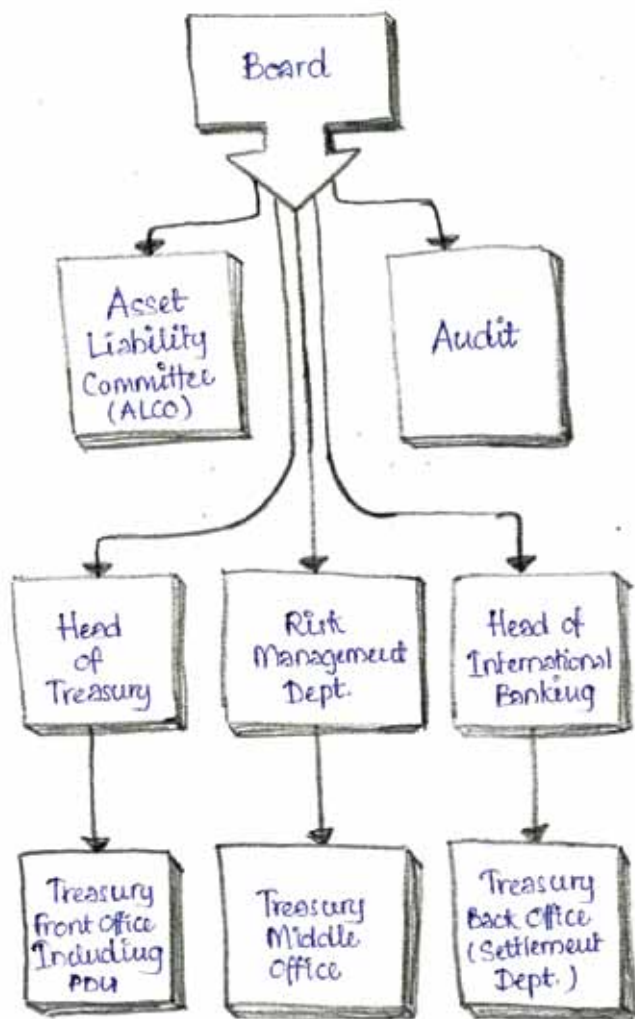 Board
Asset
Liability
Committee
(ALCO)
Audit
Head
of
Treasury
Risk
Management
Dept.
Head of
International
Banking
Treasury
Front Office
Including
PDU
Treasury
Middle
Office
Treasury
Back Office
(Settlement
Dept.)